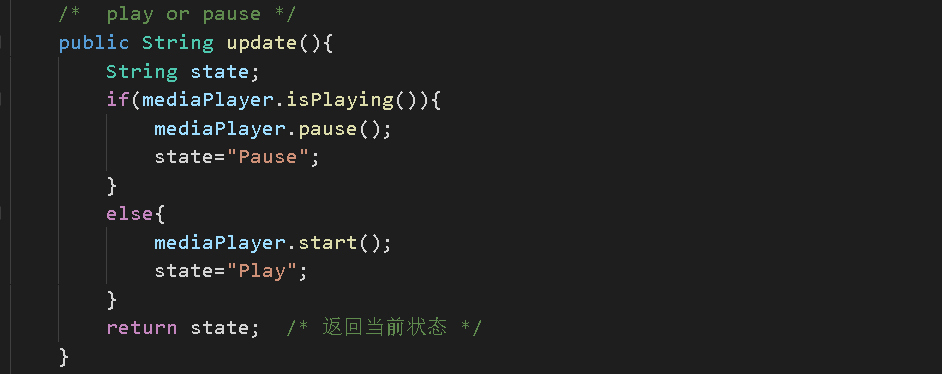 /*  play or pause */
public String update(){
String state;
if(mediaPlayer.isPlaying()){
mediaPlayer.pause();
state="Pause";
}
else{
mediaPlayer.start();
state="Play";
}
return state;  /* 返回当前状态 */
}